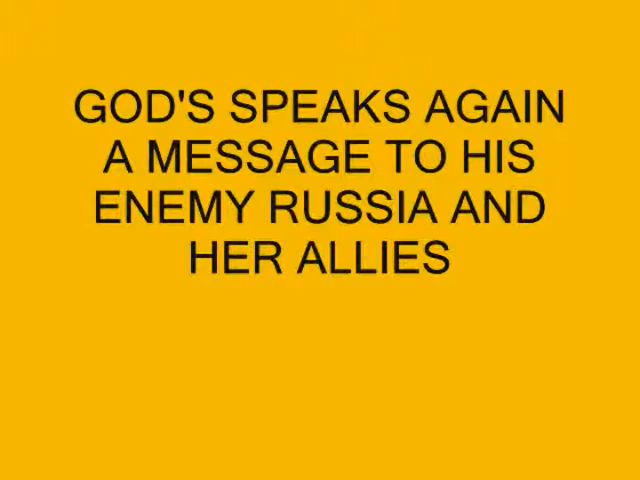 GOD'S SPEAKS AGAIN
A MESSAGE TO HIS
ENEMY RUSSIA AND
HER ALLIES